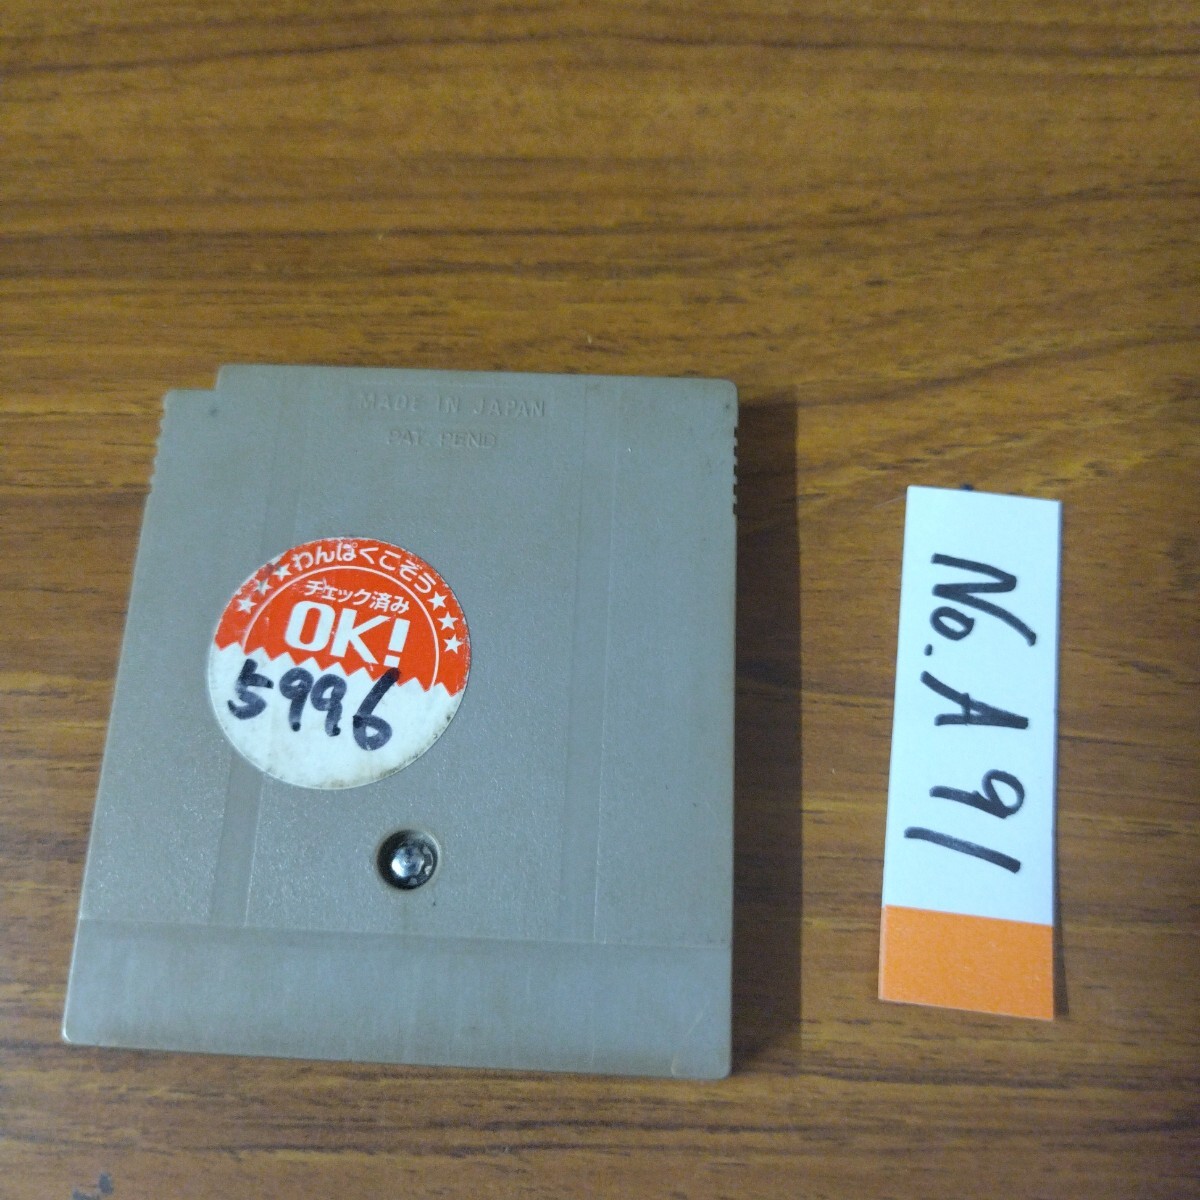 MADE IN JAPAN
PAT. PEND
★★★わんぱくこぞう★★★
チェック済み
OK!
5996
No. A 91